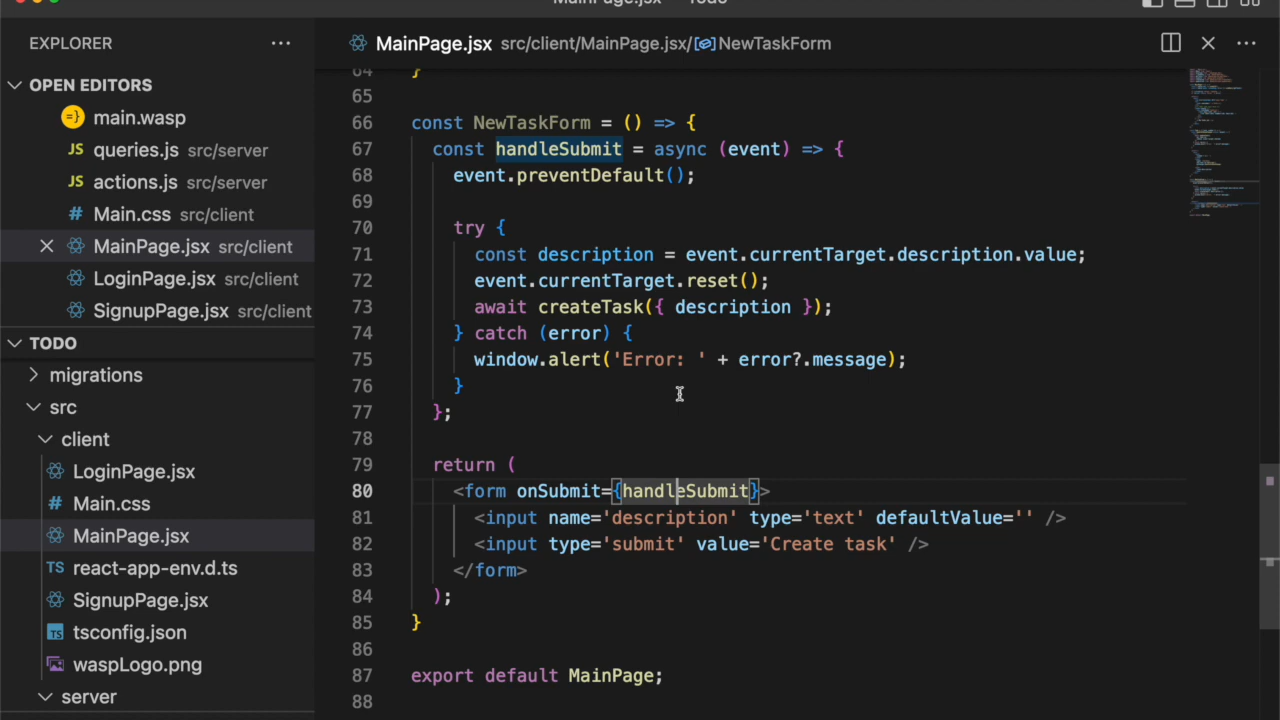 MainPage.jsx — Todo
EXPLORER
OPEN EDITORS
main.wasp
JS queries.js src/server
JS actions.js src/server
# Main.css src/client
MainPage.jsx src/client
LoginPage.jsx src/client
SignupPage.jsx src/client
TODO
migrations
src
client
LoginPage.jsx
# Main.css
MainPage.jsx
TS react-app-env.d.ts
SignupPage.jsx
TS tsconfig.json
waspLogo.png
server
MainPage.jsx src/client/MainPage.jsx/NewTaskForm
64 }
65
66 const NewTaskForm = () => {
67 const handleSubmit = async (event) => {
68 event.preventDefault();
69
70 try {
71 const description = event.currentTarget.description.value;
72 event.currentTarget.reset();
73 await createTask({ description });
74 } catch (error) {
75 window.alert('Error: ' + error?.message);
76 }
77 };
78
79 return (
80 <form onSubmit={handleSubmit}>
81 <input name='description' type='text' defaultValue='' />
82 <input type='submit' value='Create task' />
83 </form>
84 );
85 }
86
87 export default MainPage;
88